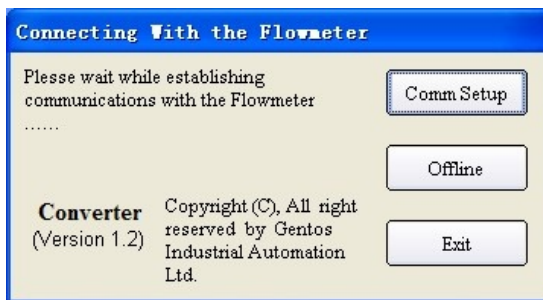 Connecting With the Flowmeter
Plesse wait while establishing
communications with the Flowmeter
......
Comm Setup
Offline
Converter
(Version 1.2)
Copyright (C), All right
reserved by Gentos
Industrial Automation
Ltd.
Exit